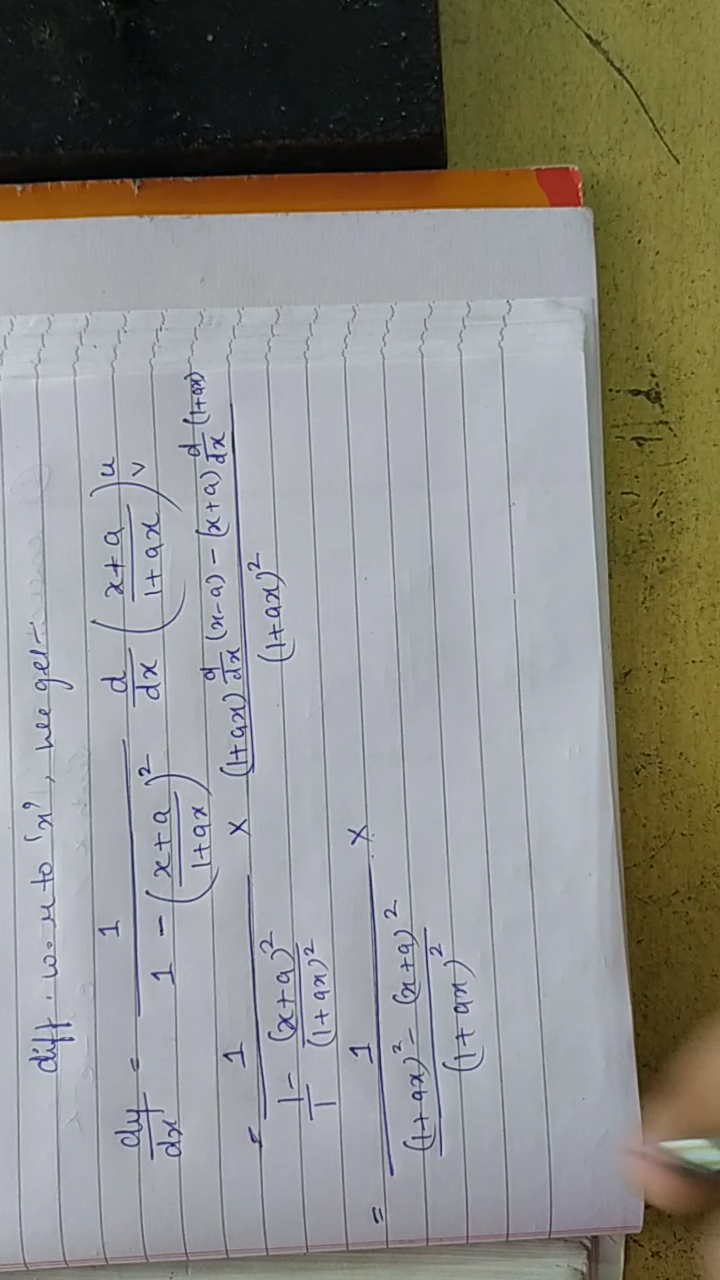 diff. w.r to 'x', we get-
dy/dx = 1/(1 - ((x+a)/(1+ax))²) d/dx ((x+a)/(1+ax)) u v
= 1/(1/1 - (x+a)²/(1+ax)²) × ((1+ax) d/dx (x-a) - (x+a) d/dx (1+ax))/(1+ax)²
= 1/(((1+ax)² - (x+a)²)/(1+ax)²) ×